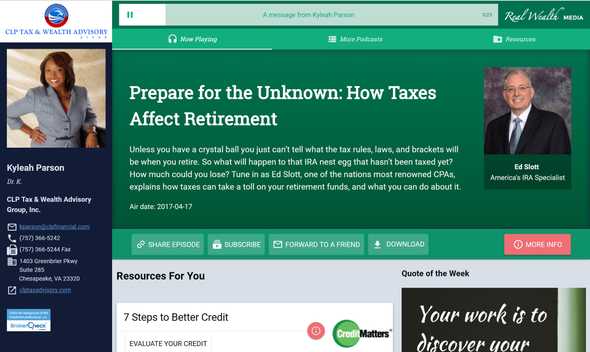 CLP TAX & WEALTH ADVISORY
GROUP
Kyleah Parson
Dr. K.
CLP Tax & Wealth Advisory
Group, Inc.
kparson@clpfinancial.com
(757) 366-5242
(757) 366-5244 Fax
1403 Greenbrier Pkwy
Suite 285
Chesapeake, VA 23320
clptaxadvisory.com
BrokerCheck
A message from Kyleah Parson
Real Wealth MEDIA
Now Playing
More Podcasts
Resources
Prepare for the Unknown: How Taxes
Affect Retirement
Unless you have a crystal ball you just can't tell what the tax rules, laws, and brackets will
be when you retire. So what will happen to that IRA nest egg that hasn't been taxed yet?
How much could you lose? Tune in as Ed Slott, one of the nations most renowned CPAs,
explains how taxes can take a toll on your retirement funds, and what you can do about it.
Air date: 2017-04-17
Ed Slott
America's IRA Specialist
SHARE EPISODE
SUBSCRIBE
FORWARD TO A FRIEND
DOWNLOAD
MORE INFO
Resources For You
7 Steps to Better Credit
CreditMatters
EVALUATE YOUR CREDIT
Quote of the Week
Your work is to
discover your